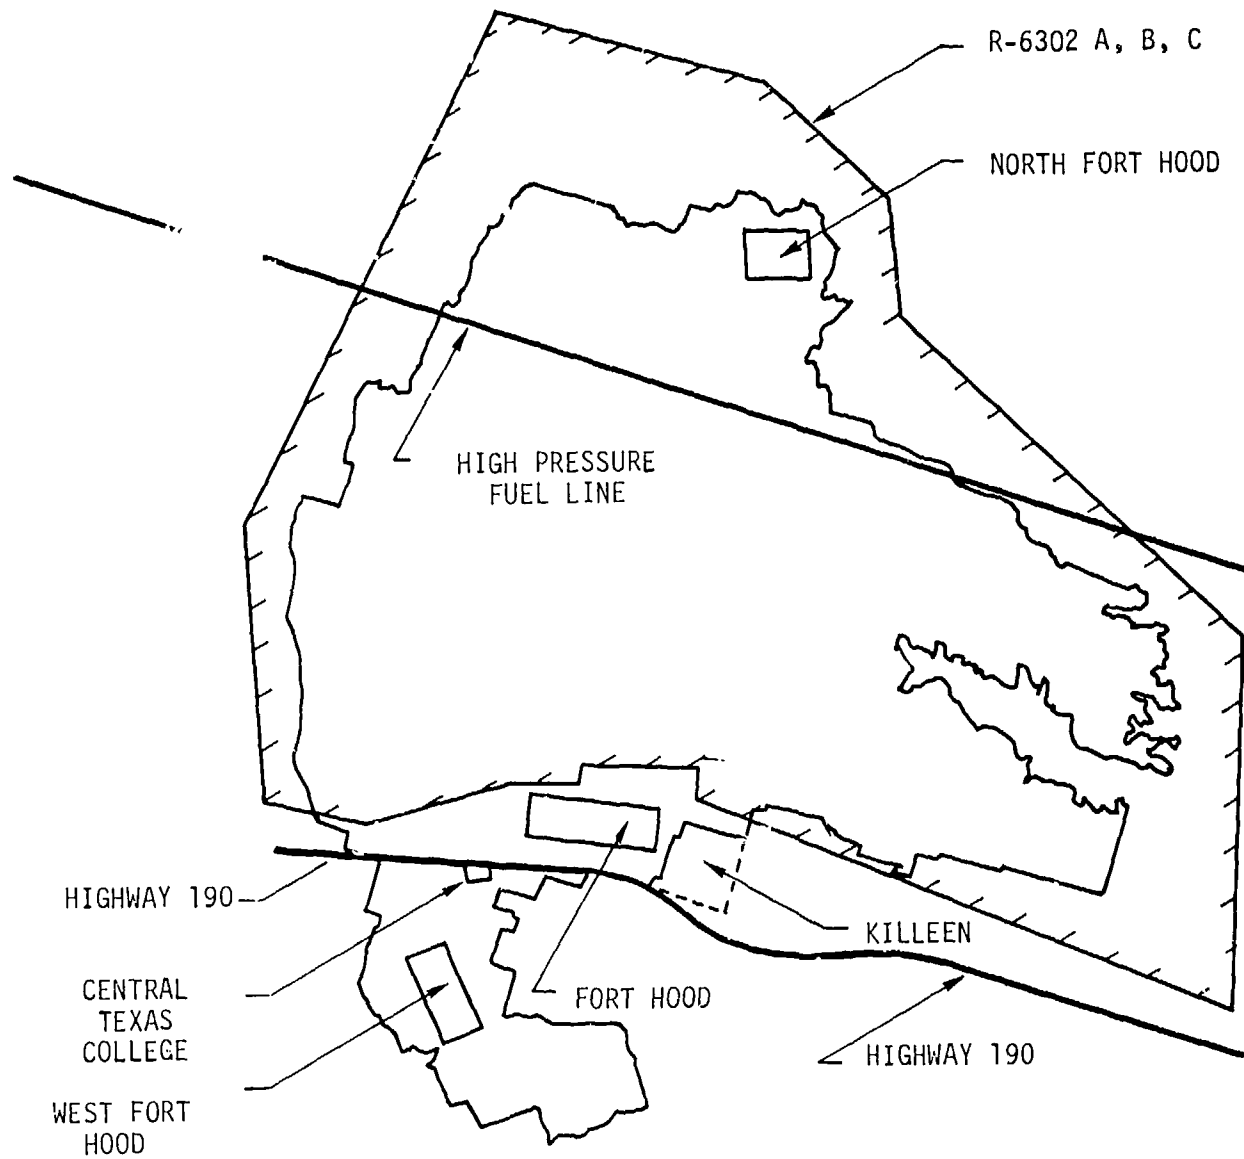 R-6302 A, B, C
NORTH FORT HOOD
HIGH PRESSURE
FUEL LINE
HIGHWAY 190
KILLEEN
CENTRAL
TEXAS
COLLEGE
FORT HOOD
HIGHWAY 190
WEST FORT
HOOD